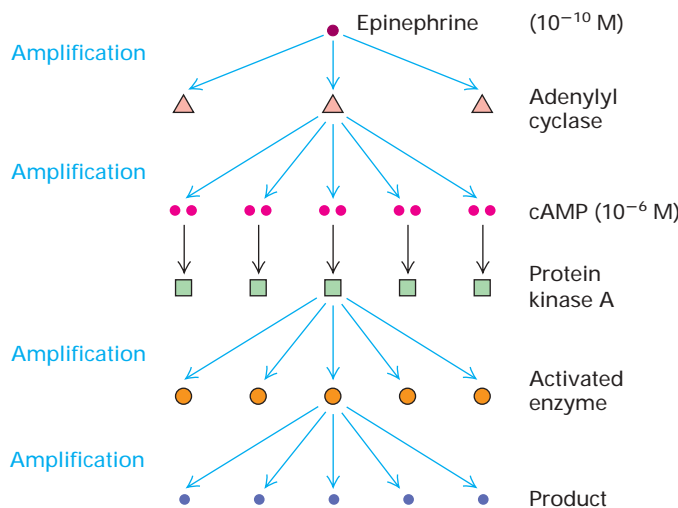 Epinephrine (10⁻¹⁰ M)
Amplification
Adenylyl
cyclase
Amplification
cAMP (10⁻⁶ M)
Protein
kinase A
Amplification
Activated
enzyme
Amplification
Product